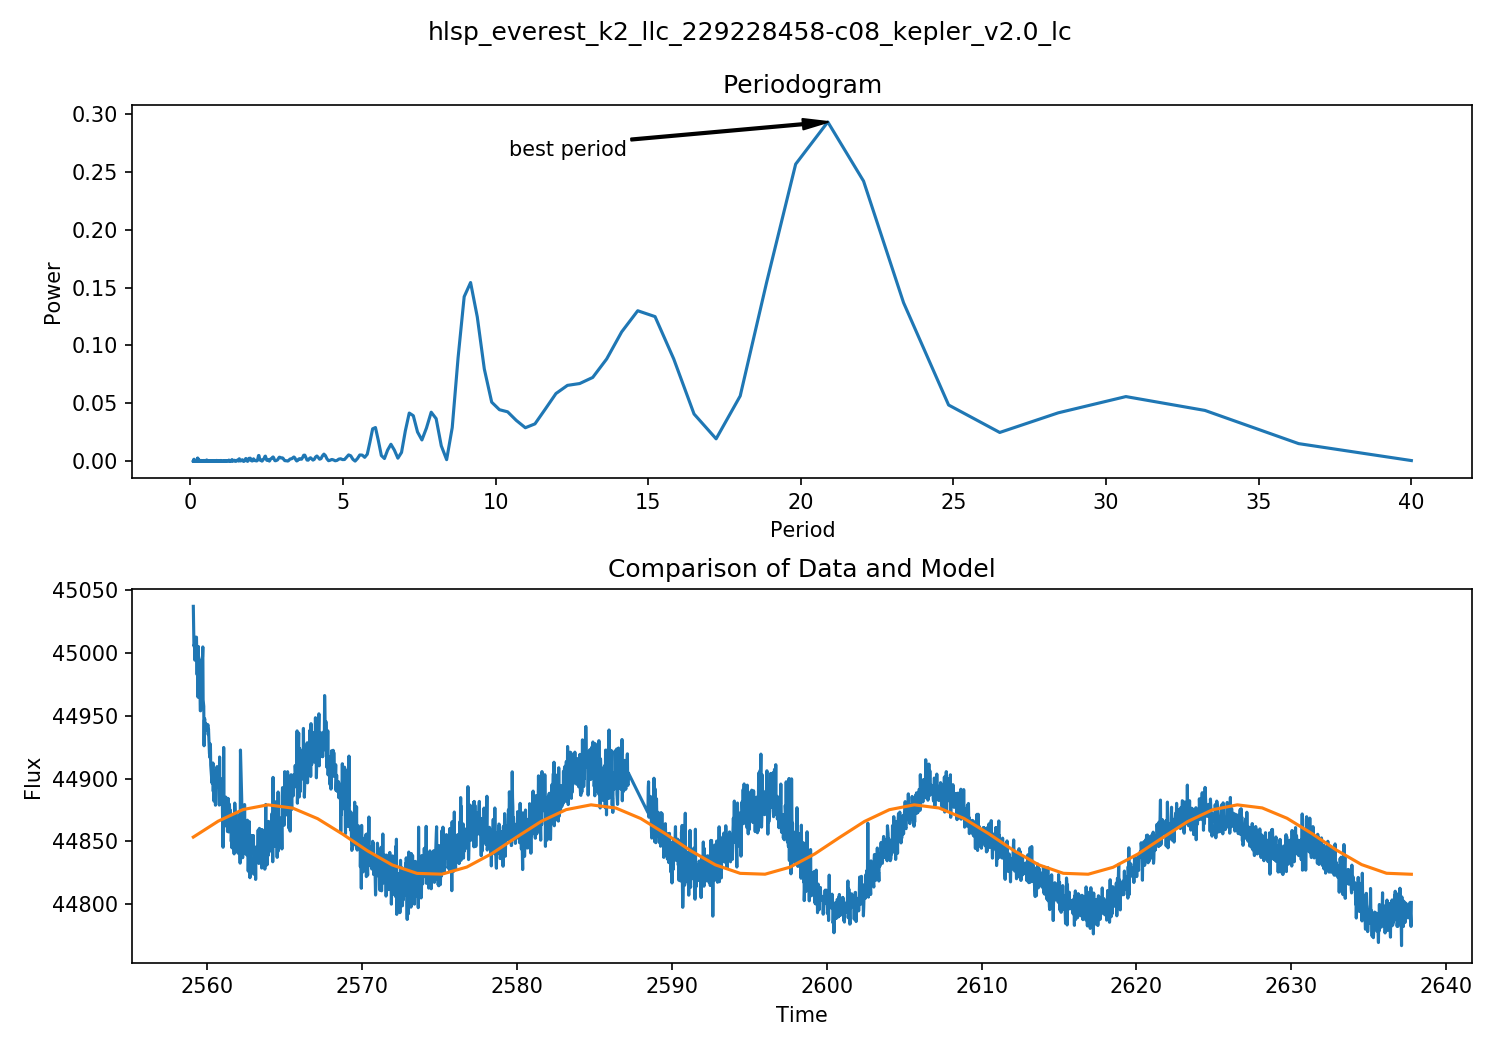 hlsp_everest_k2_llc_229228458-c08_kepler_v2.0_lc
Periodogram
0.30
0.25
0.20
0.15
0.10
0.05
0.00
Power
best period
0 5 10 15 20 25 30 35 40
Period
Comparison of Data and Model
45050
45000
44950
44900
44850
44800
Flux
2560 2570 2580 2590 2600 2610 2620 2630 2640
Time